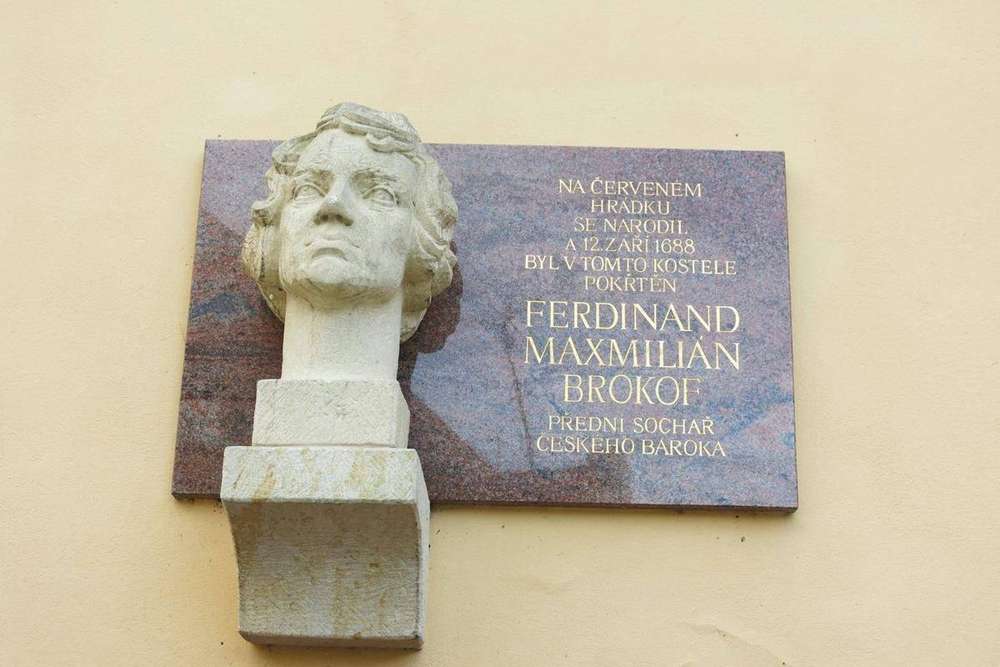 NA ČERVENÉM
HRÁDKU
SE NARODIL
A 12. ZÁŘÍ 1688
BYL V TOMTO KOSTELE
POKŘTĚN
FERDINAND
MAXMILIÁN
BROKOF
PŘEDNÍ SOCHAŘ
ČESKÉHO BAROKA